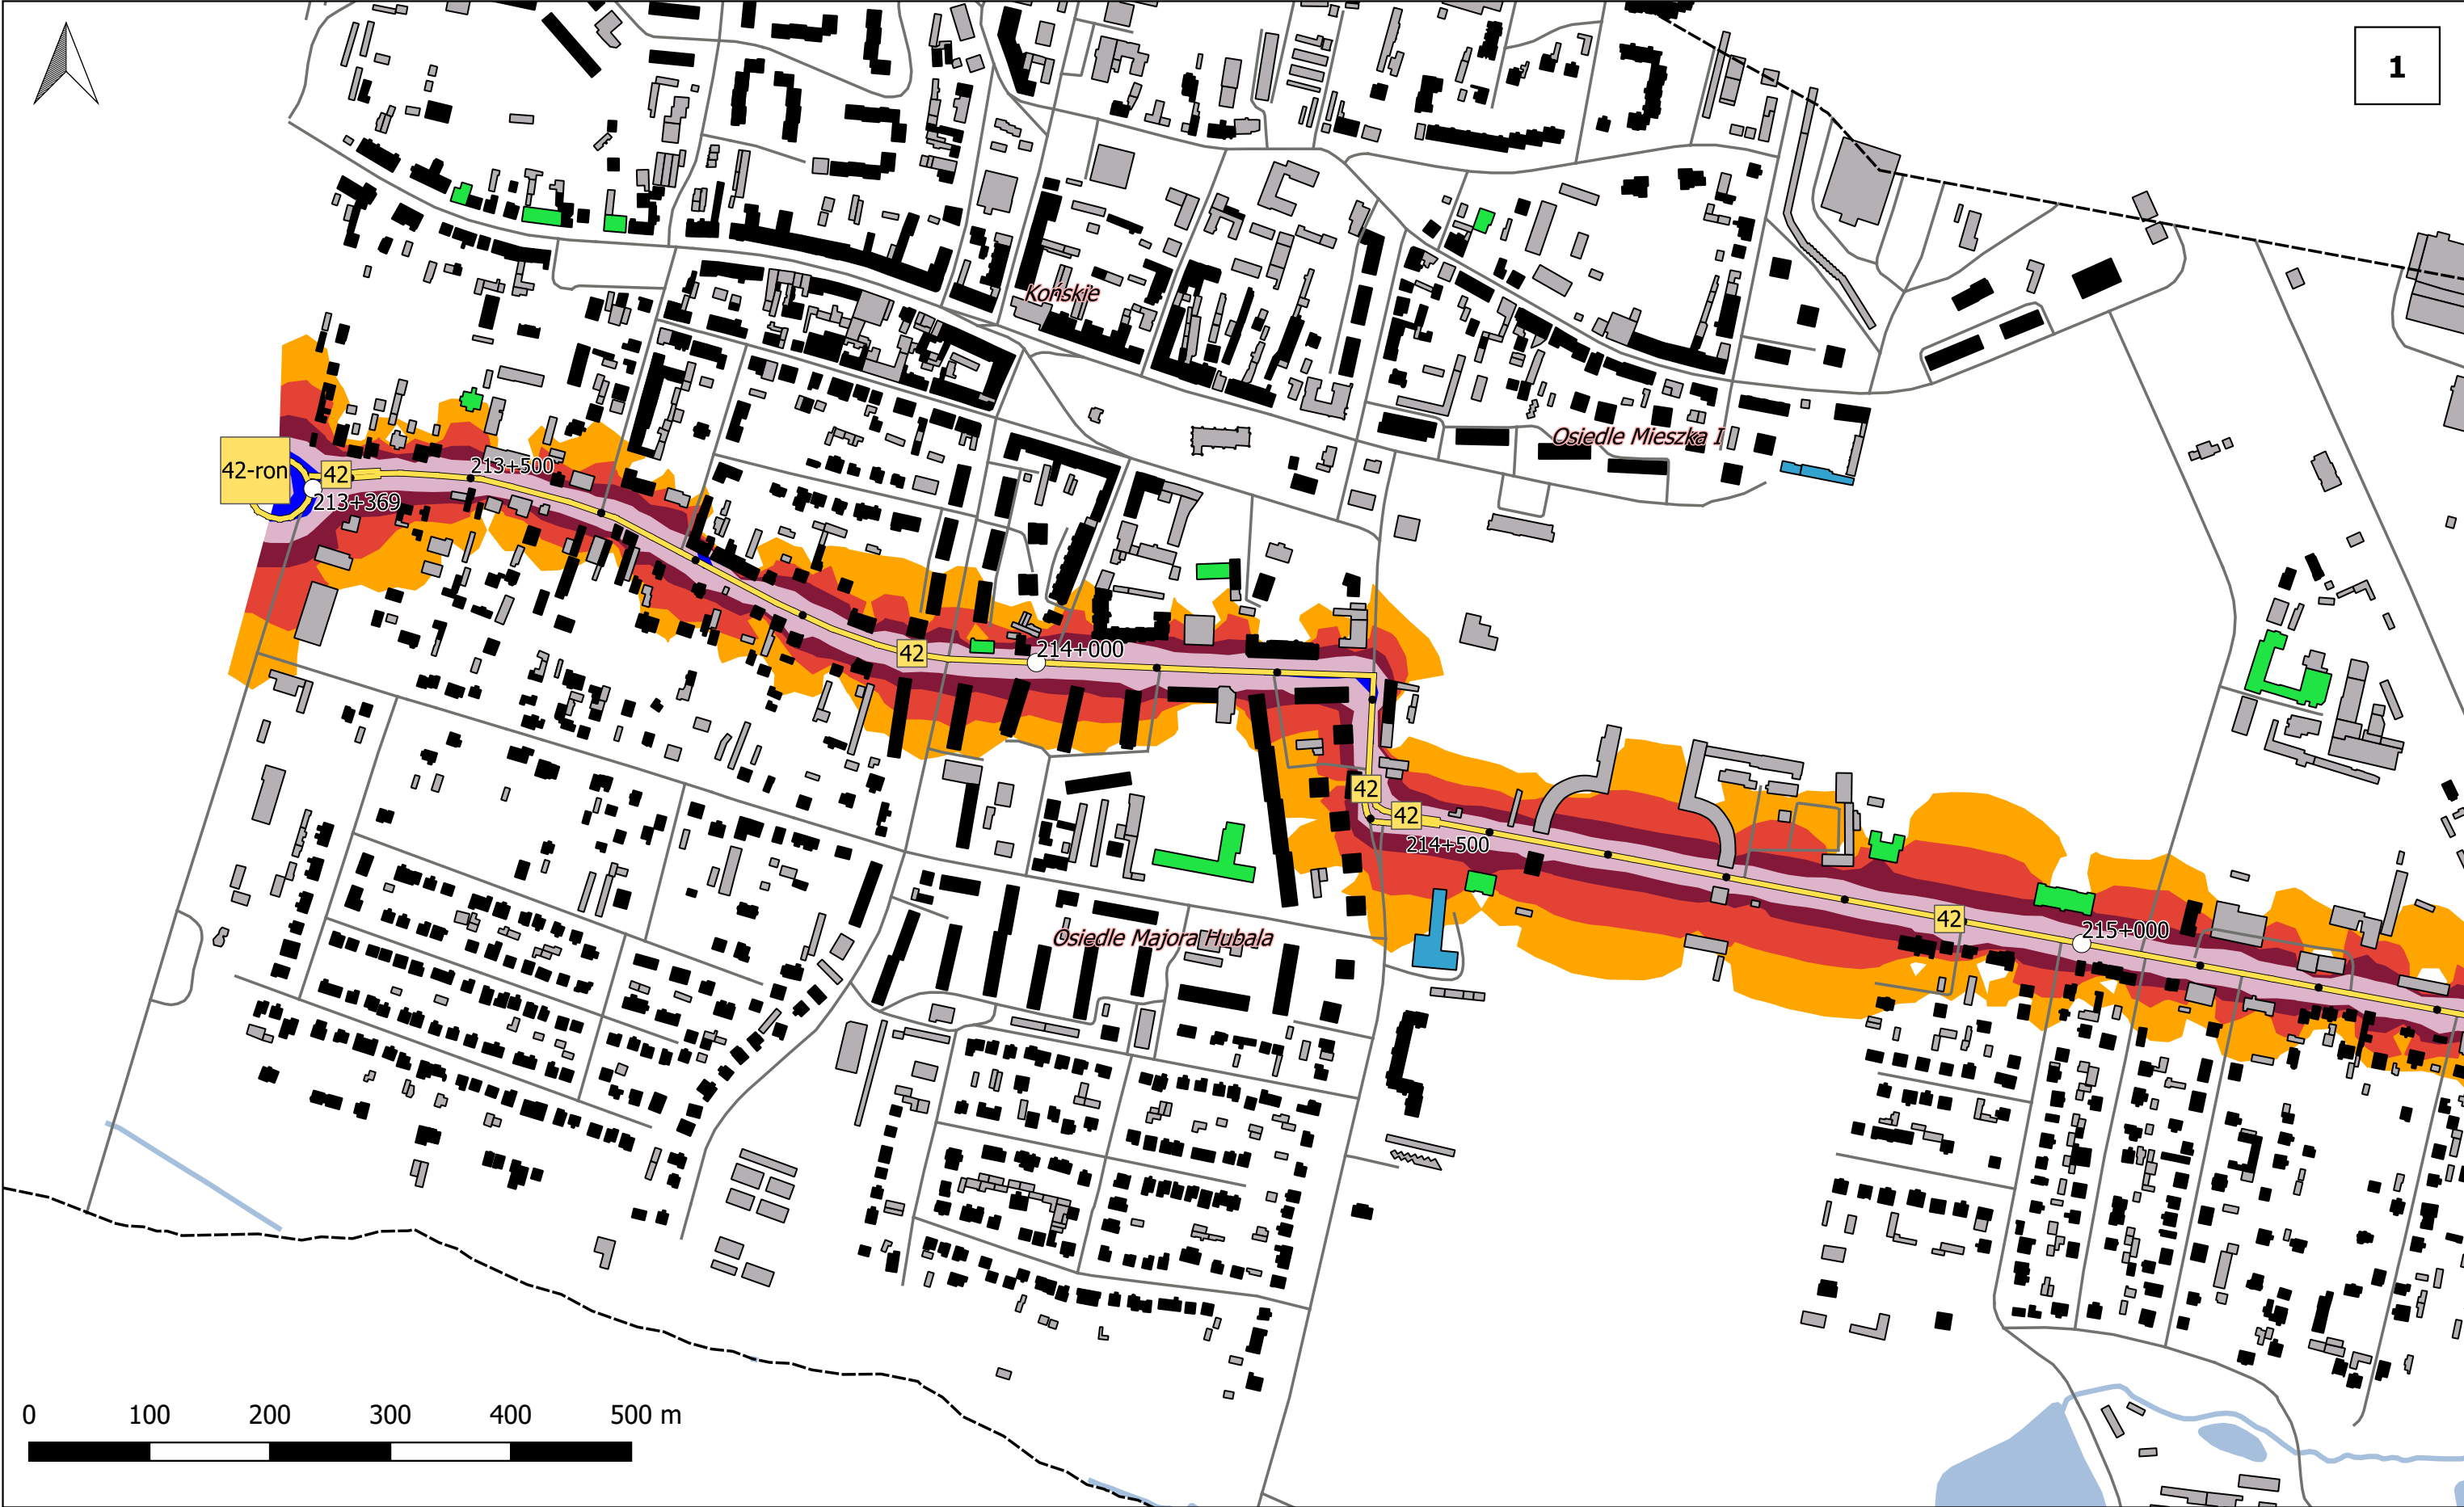 1
Końskie
Osiedle Mieszka I
42-ron
42
213+500
213+369
42
214+000
42
42
214+500
42
215+000
Osiedle Majora Hubala
0 100 200 300 400 500 m